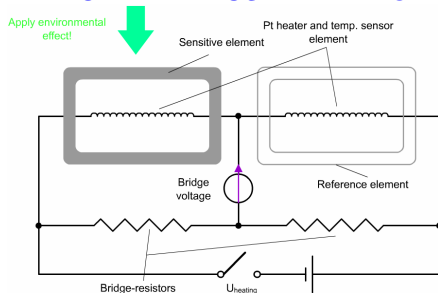 Apply environmental
effect!
Sensitive element
Pt heater and temp. sensor
element
Bridge
voltage
Reference element
Bridge-resistors
Uheating